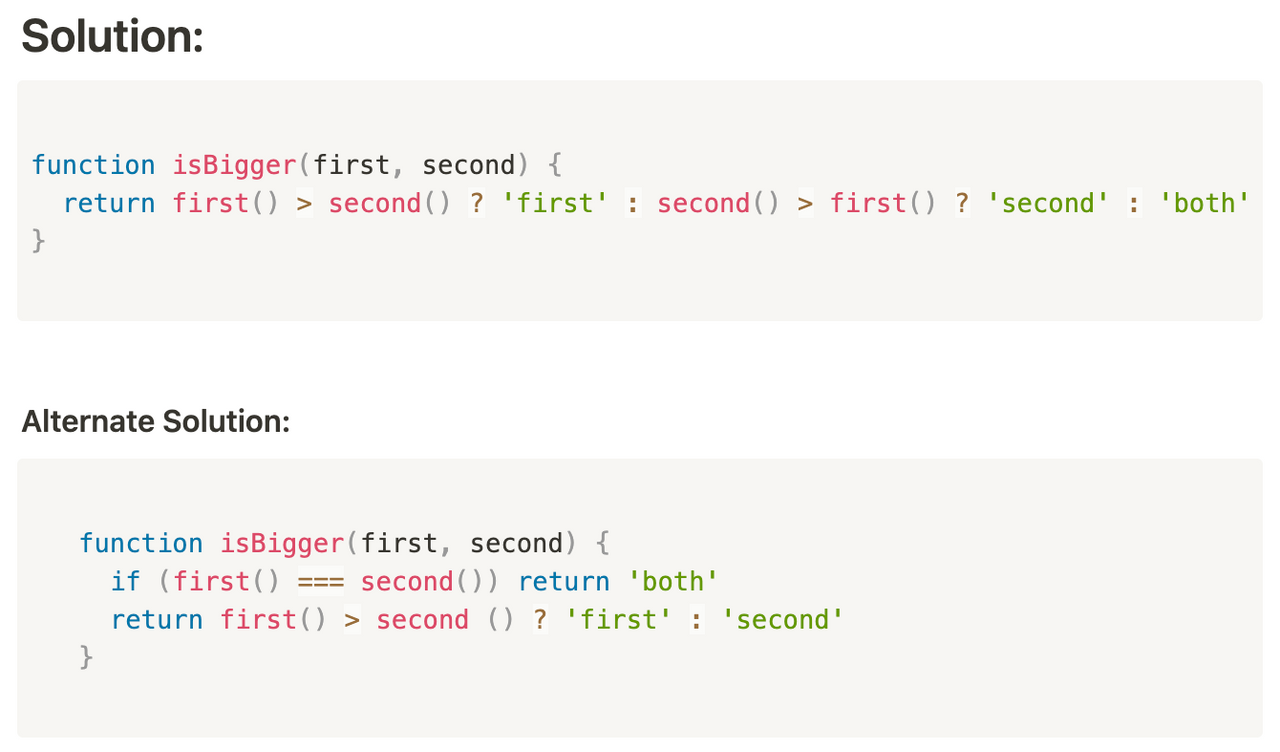 Solution:
function isBigger(first, second) {
  return first() > second() ? 'first' : second() > first() ? 'second' : 'both'
}
Alternate Solution:
function isBigger(first, second) {
  if (first() === second()) return 'both'
  return first() > second () ? 'first' : 'second'
}